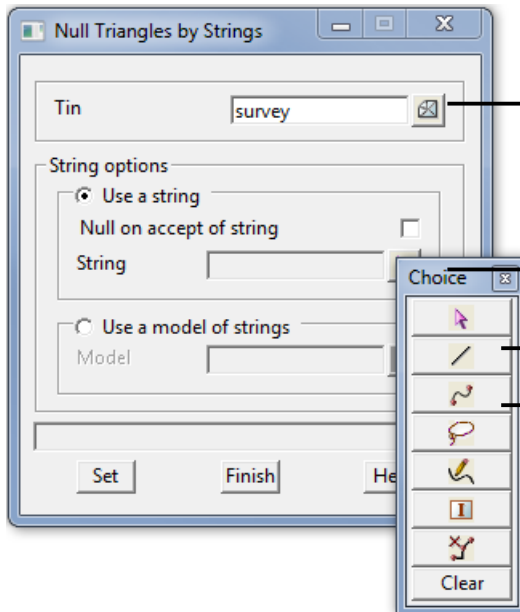 Null Triangles by Strings
Tin
survey
String options
Use a string
Null on accept of string
String
Choice
Use a model of strings
Model
Set
Finish
He
Clear